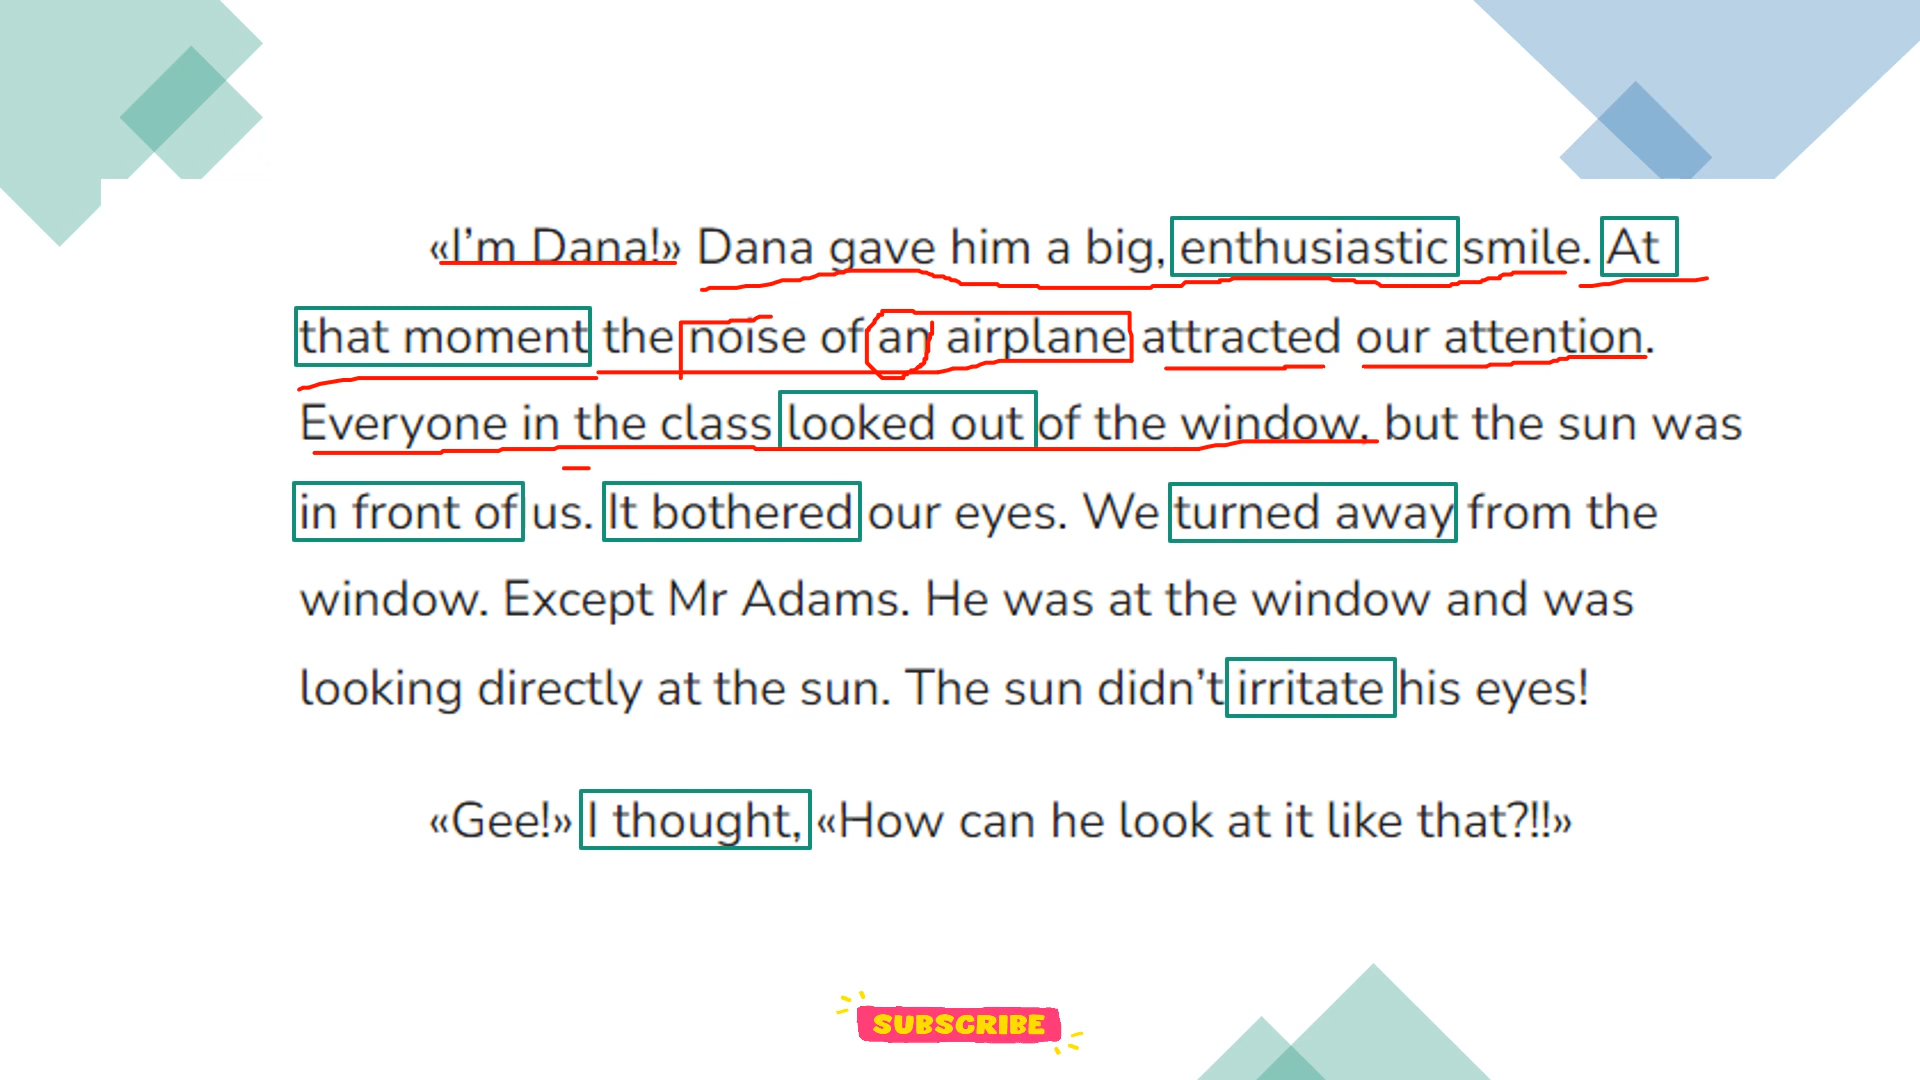 «I’m Dana!» Dana gave him a big, enthusiastic smile. At
that moment the noise of an airplane attracted our attention.
Everyone in the class looked out of the window, but the sun was
in front of us. It bothered our eyes. We turned away from the
window. Except Mr Adams. He was at the window and was
looking directly at the sun. The sun didn’t irritate his eyes!
«Gee!» I thought, «How can he look at it like that?!!»
SUBSCRIBE